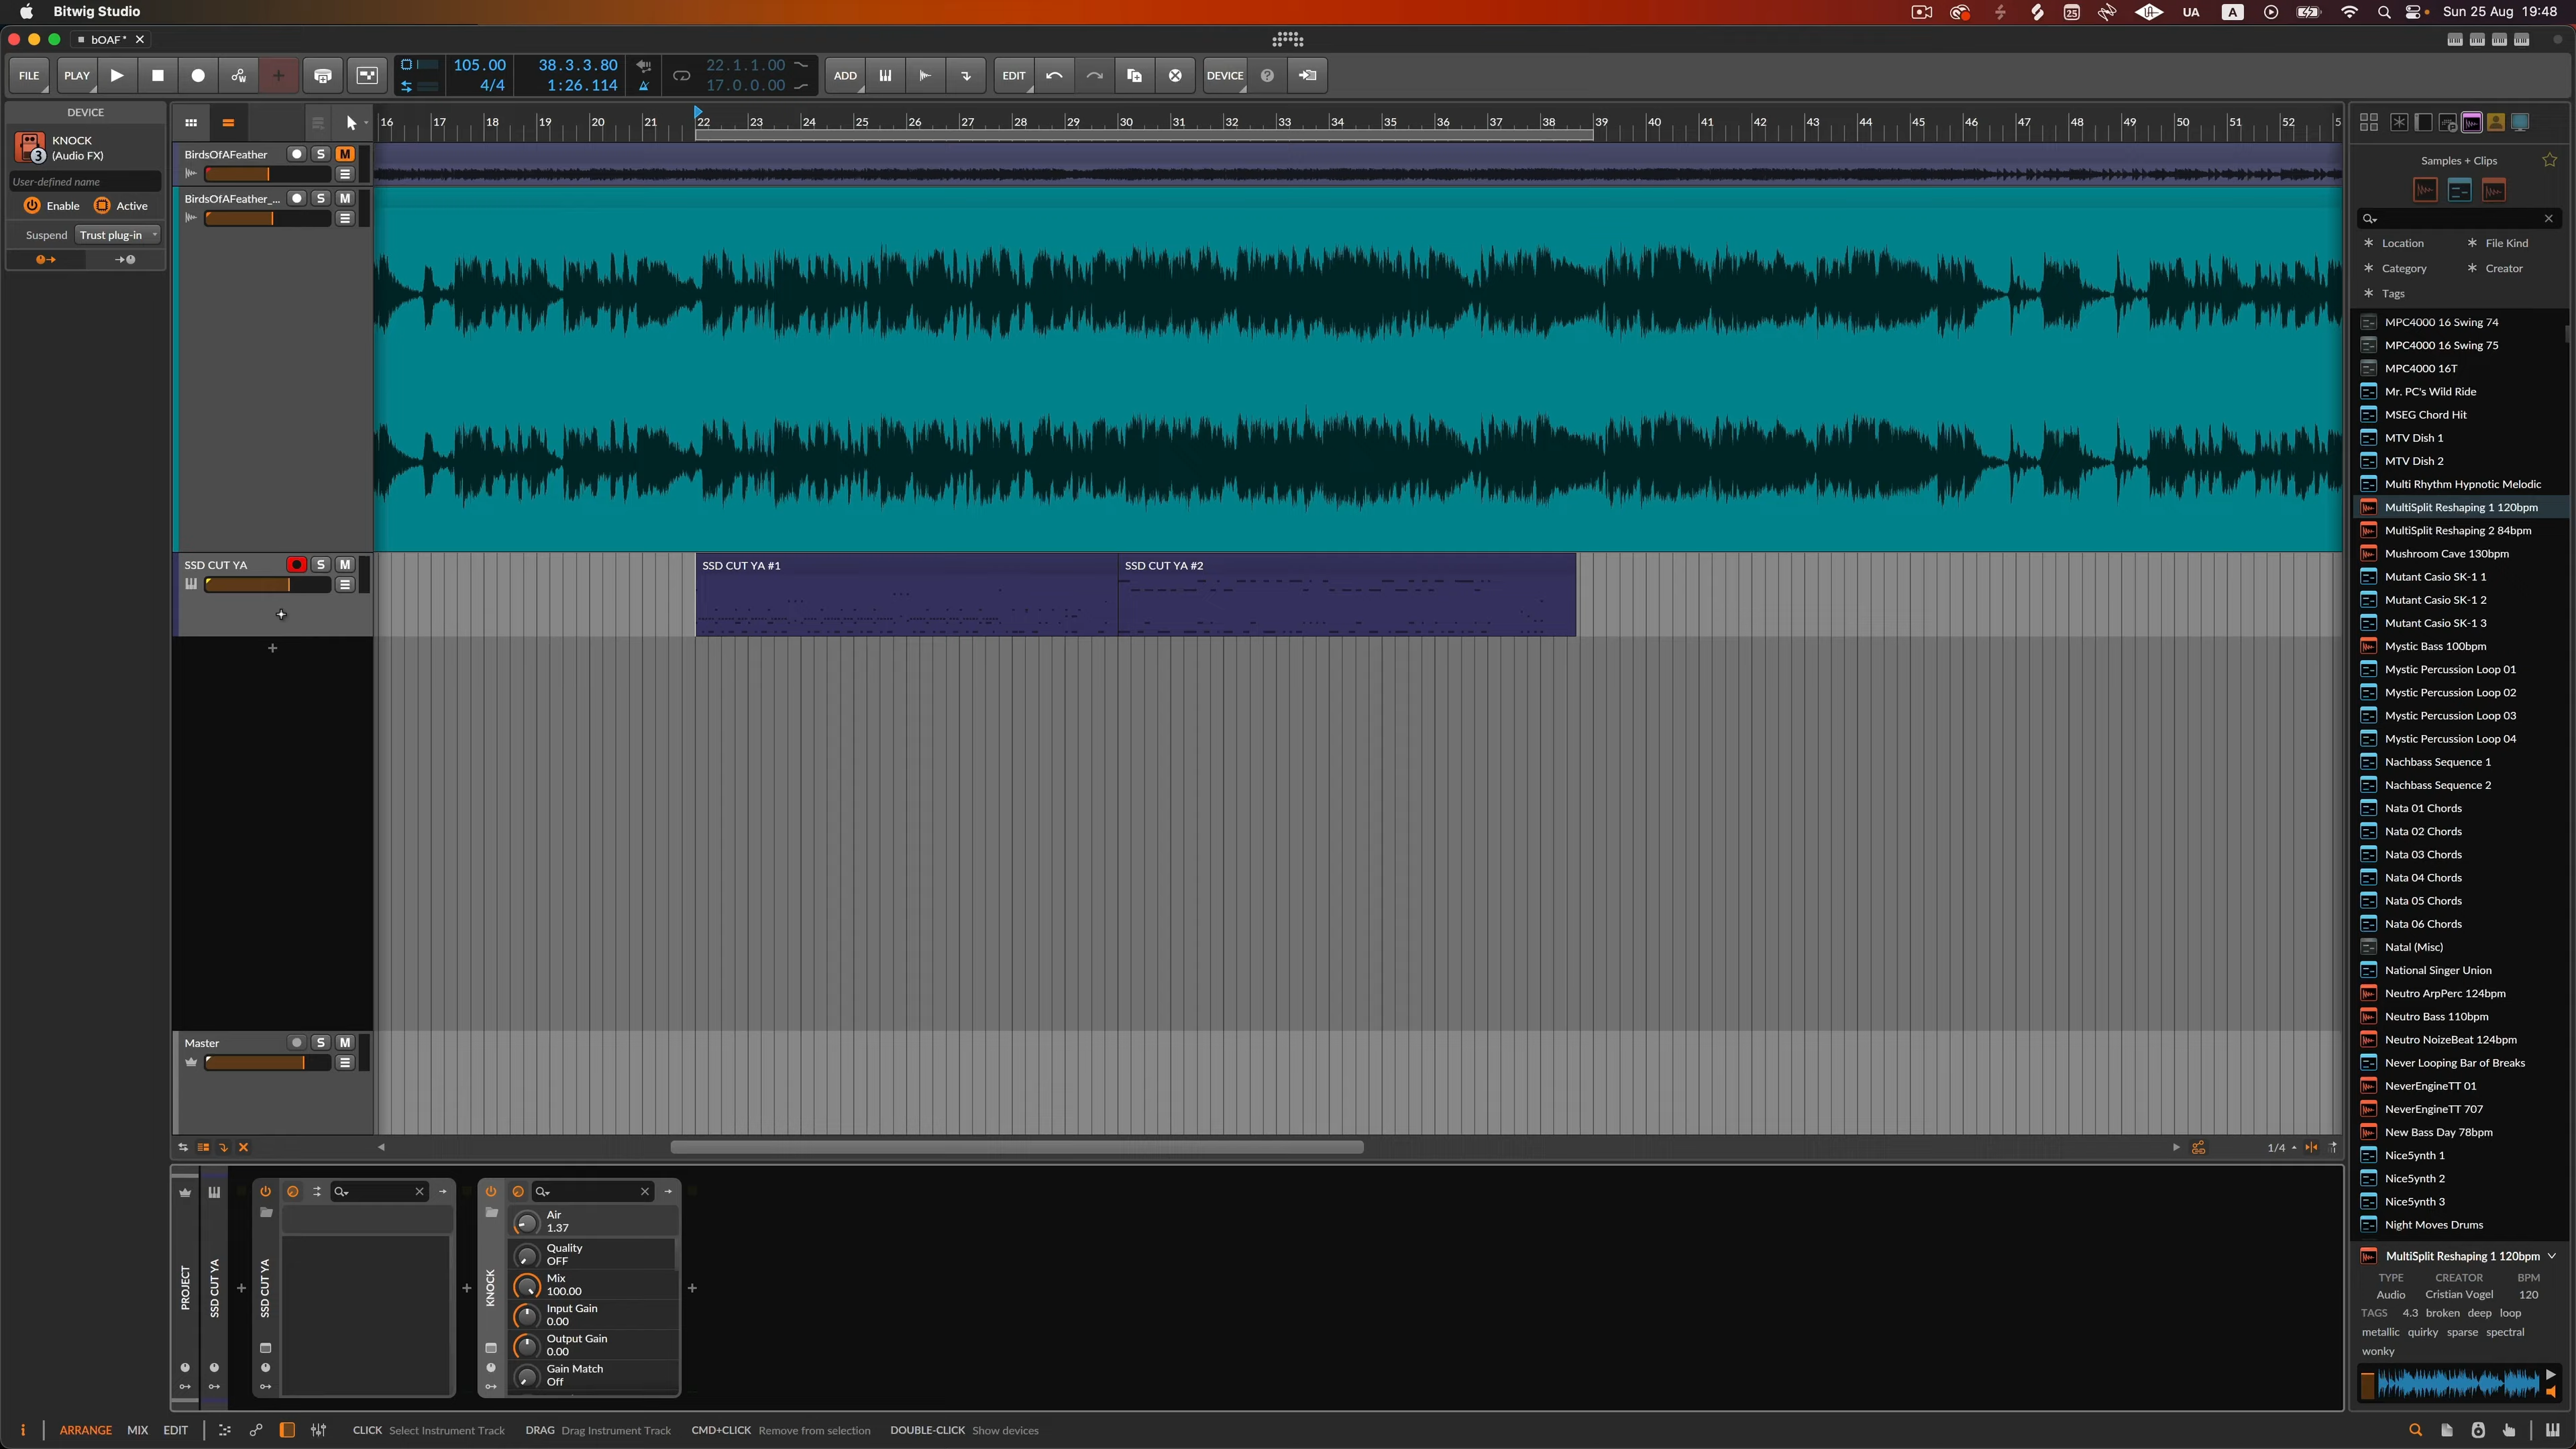 Bitwig Studio
UA
A
25
Sun 25 Aug 19:48
bOAF*
FILE
PLAY
105.00
4/4
38.3.3.80
1:26.114
22.1.1.00
17.0.0.00
ADD
EDIT
DEVICE
?
DEVICE
KNOCK
(Audio FX)
3
User-defined name
Enable
Active
Suspend
Trust plug-in
16 17 18 19 20 21 22 23 24 25 26 27 28 29 30 31 32 33 34 35 36 37 38 39 40 41 42 43 44 45 46 47 48 49 50 51 52 5
BirdsOfAFeather
S
M
BirdsOfAFeather_...
S
M
SSD CUT YA
S
M
SSD CUT YA #1
SSD CUT YA #2
Master
S
M
1/4
PROJECT
SSD CUT YA
SSD CUT YA
KNOCK
Air
1.37
Quality
OFF
Mix
100.00
Input Gain
0.00
Output Gain
0.00
Gain Match
Off
Samples + Clips
Location
File Kind
Category
Creator
Tags
MPC4000 16 Swing 74
MPC4000 16 Swing 75
MPC4000 16T
Mr. PC's Wild Ride
MSEG Chord Hit
MTV Dish 1
MTV Dish 2
Multi Rhythm Hypnotic Melodic
MultiSplit Reshaping 1 120bpm
MultiSplit Reshaping 2 84bpm
Mushroom Cave 130bpm
Mutant Casio SK-1 1
Mutant Casio SK-1 2
Mutant Casio SK-1 3
Mystic Bass 100bpm
Mystic Percussion Loop 01
Mystic Percussion Loop 02
Mystic Percussion Loop 03
Mystic Percussion Loop 04
Nachbass Sequence 1
Nachbass Sequence 2
Nata 01 Chords
Nata 02 Chords
Nata 03 Chords
Nata 04 Chords
Nata 05 Chords
Nata 06 Chords
Natal (Misc)
National Singer Union
Neutro ArpPerc 124bpm
Neutro Bass 110bpm
Neutro NoizeBeat 124bpm
Never Looping Bar of Breaks
NeverEngineTT 01
NeverEngineTT 707
New Bass Day 78bpm
Nice5ynth 1
Nice5ynth 2
Nice5ynth 3
Night Moves Drums
MultiSplit Reshaping 1 120bpm
TYPE CREATOR BPM
Audio Cristian Vogel 120
TAGS 4.3 broken deep loop
metallic quirky sparse spectral
wonky
i
ARRANGE
MIX
EDIT
CLICK Select Instrument Track
DRAG Drag Instrument Track
CMD+CLICK Remove from selection
DOUBLE-CLICK Show devices